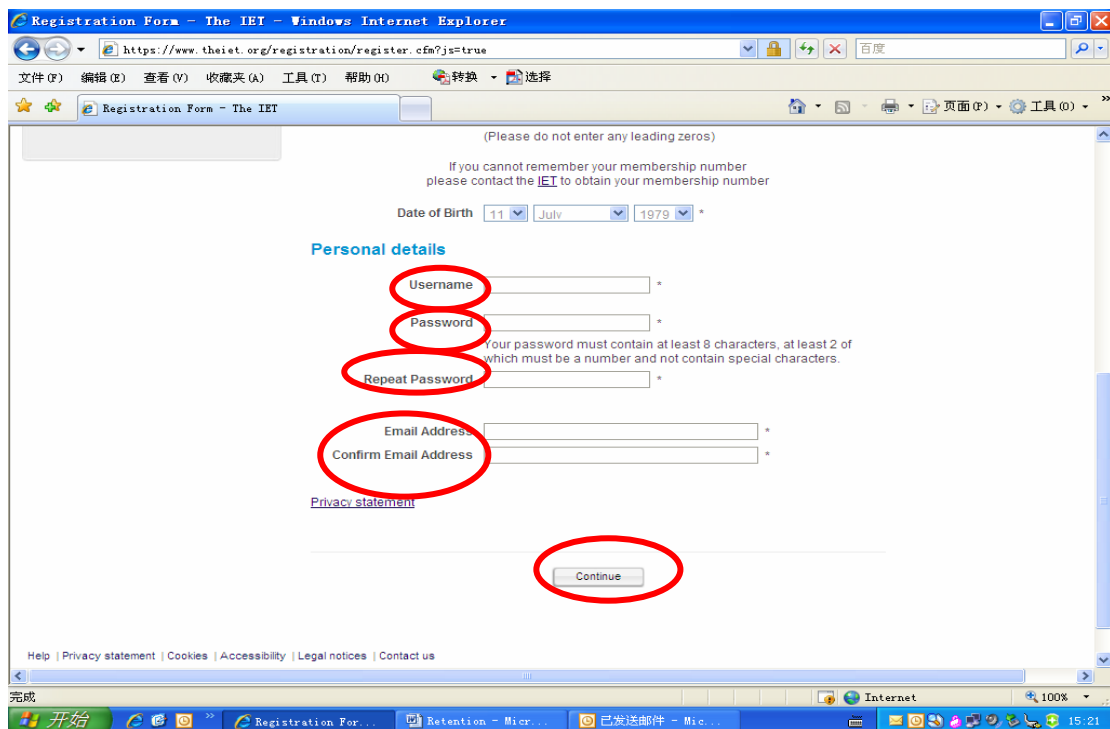 Registration Form - The IET - Windows Internet Explorer
https://www.theiet.org/registration/register.cfm?js=true
百度
文件(F) 编辑(E) 查看(V) 收藏夹(A) 工具(T) 帮助(H) 转换 选择
Registration Form - The IET
页面(P) 工具(O)
(Please do not enter any leading zeros)
If you cannot remember your membership number
please contact the IET to obtain your membership number
Date of Birth 11 July 1979 *
Personal details
Username *
Password *
Your password must contain at least 8 characters, at least 2 of
which must be a number and not contain special characters.
Repeat Password *
Email Address *
Confirm Email Address *
Privacy statement
Continue
Help | Privacy statement | Cookies | Accessibility | Legal notices | Contact us
完成 Internet 100%
开始 Registration For... Retention - Micr... 已发送邮件 - Mic... 15:21